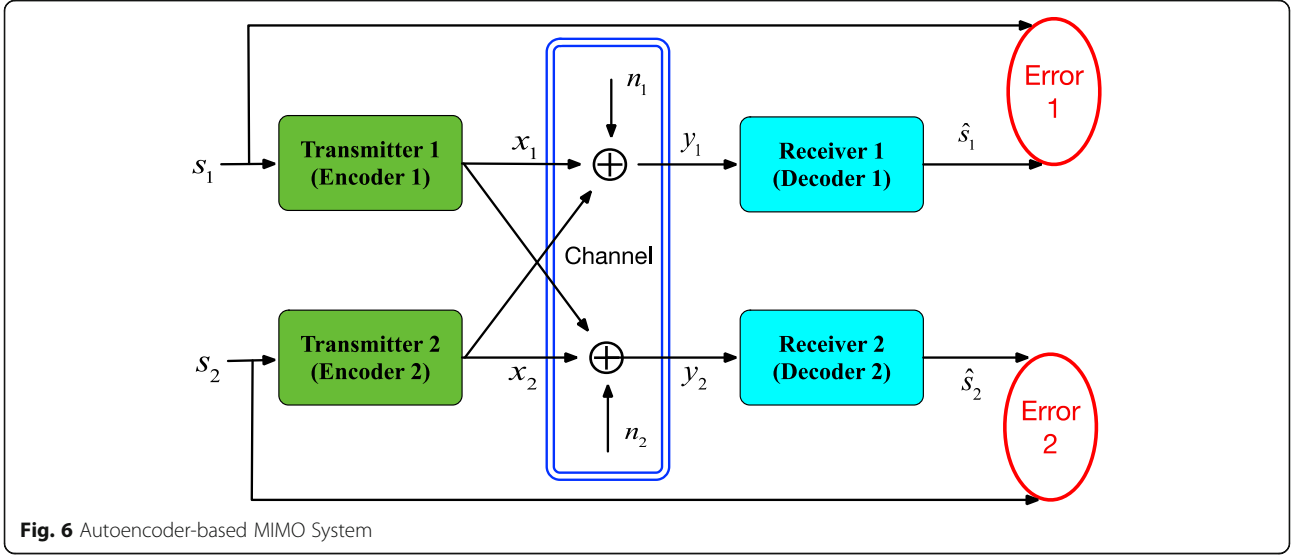 n₁
Error
1
s₁
Transmitter 1
(Encoder 1)
x₁
y₁
Receiver 1
(Decoder 1)
ŝ₁
Channel
s₂
Transmitter 2
(Encoder 2)
x₂
y₂
Receiver 2
(Decoder 2)
ŝ₂
Error
2
n₂
Fig. 6 Autoencoder-based MIMO System